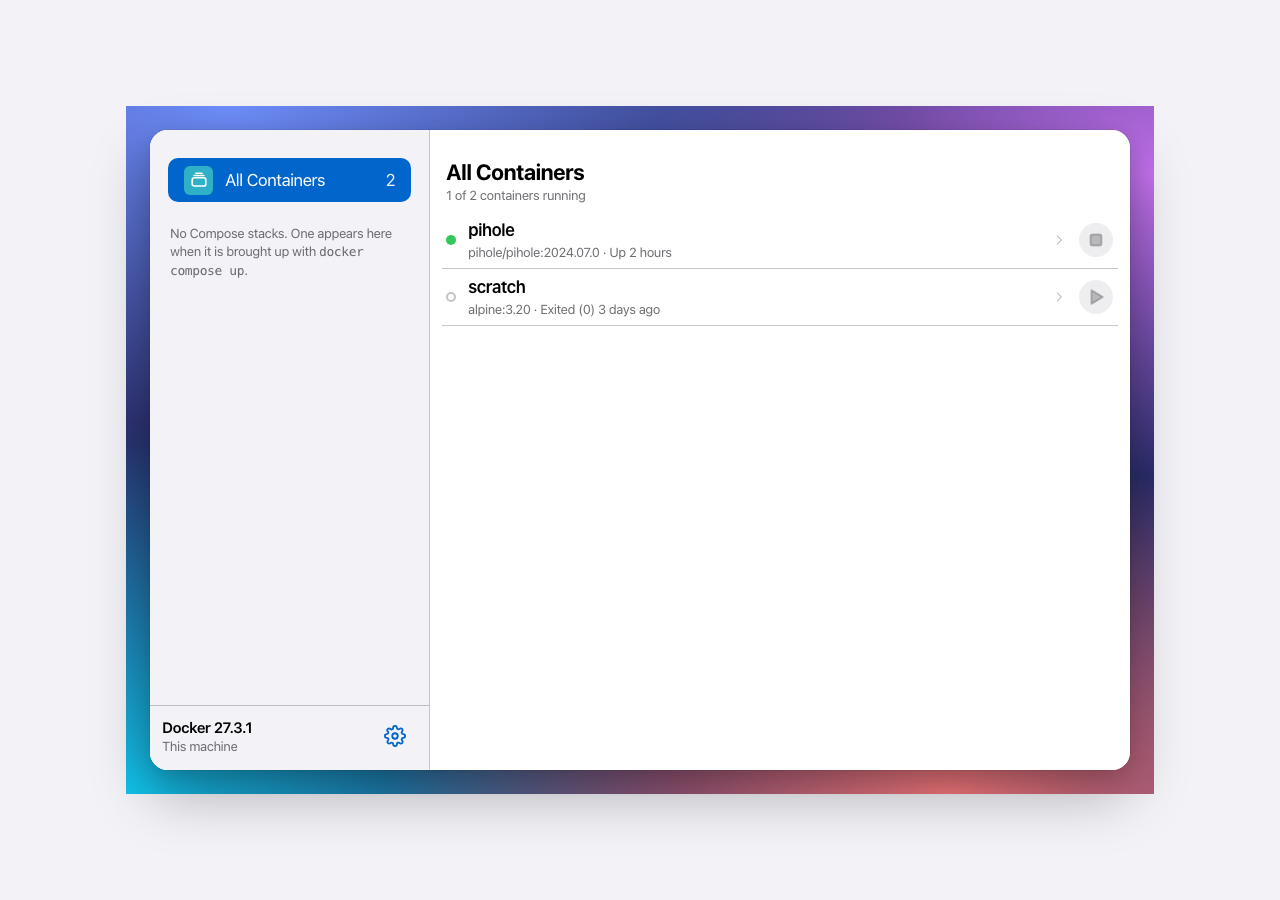 All Containers 2
No Compose stacks. One appears here
when it is brought up with docker
compose up.
Docker 27.3.1
This machine
All Containers
1 of 2 containers running
pihole
pihole/pihole:2024.07.0 · Up 2 hours
scratch
alpine:3.20 · Exited (0) 3 days ago